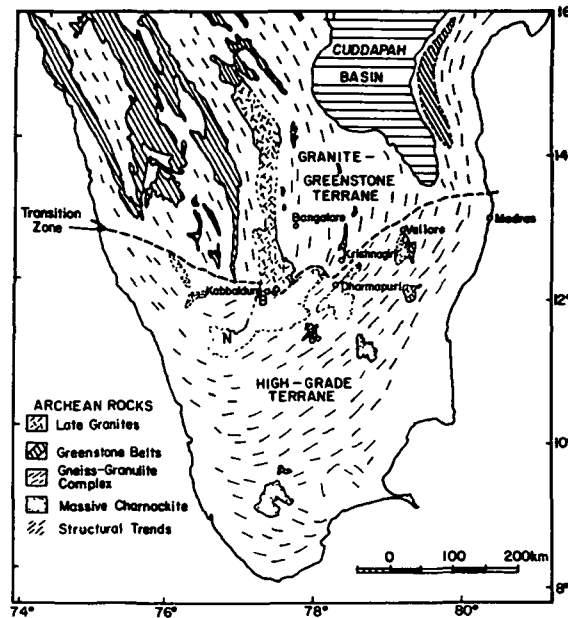 16
CUDDAPAH
BASIN
14
GRANITE –
GREENSTONE
TERRANE
Transition
Zone
Bangalore
Vellore
Madras
Krishnagiri
Kabbaldurga
Dharmapuri
N
12°
HIGH–GRADE
TERRANE
ARCHEAN ROCKS
Late Granites
Greenstone Belts
Gneiss-Granulite
Complex
Massive Charnockite
Structural Trends
10°
0 100 200km
8°
74° 76° 78° 80°